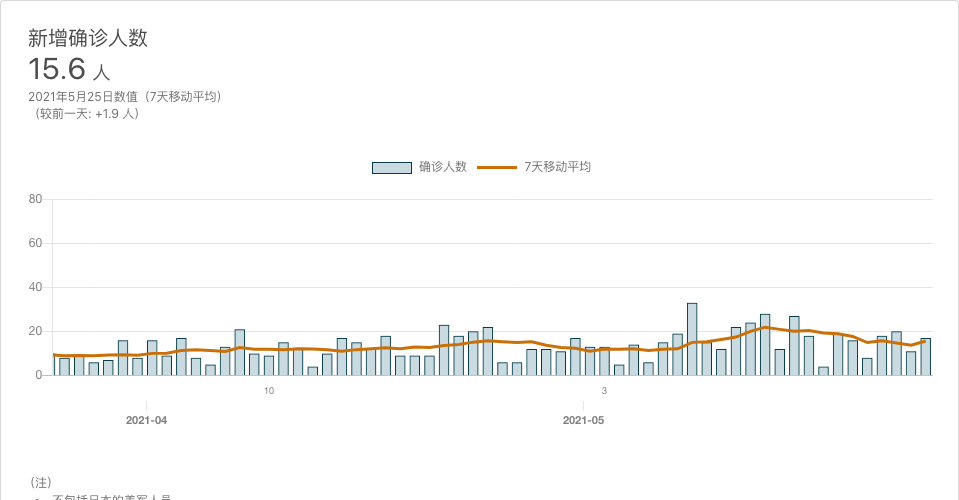 新增确诊人数
15.6 人
2021年5月25日数值（7天移动平均）
（较前一天: +1.9 人）
确诊人数 7天移动平均
80
60
40
20
0
10 3
2021-04 2021-05
（注）